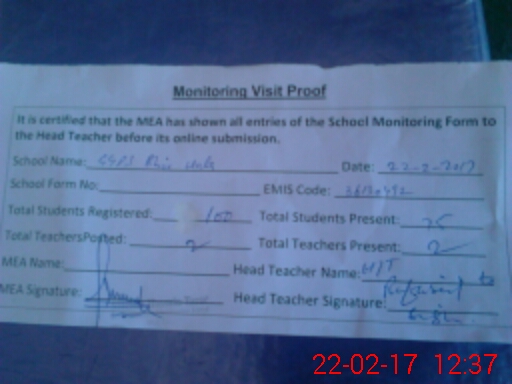 Monitoring Visit Proof
It is certified that the MEA has shown all entries of the School Monitoring Form to
the Head Teacher before its online submission.
School Name: Date: 22-2-2017
School Form No: EMIS Code:
Total Students Registered: 100 Total Students Present: 75
Total TeachersPosted: 2 Total Teachers Present: 2
MEA Name: Head Teacher Name:
MEA Signature: Head Teacher Signature:
22-02-17 12:37